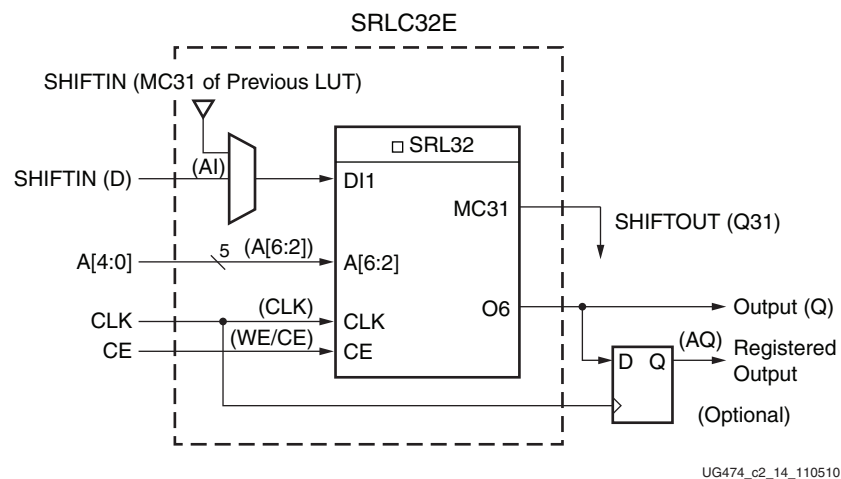 SRLC32E
SHIFTIN (MC31 of Previous LUT)
□ SRL32
SHIFTIN (D)
(AI)
DI1
MC31
SHIFTOUT (Q31)
A[4:0]
5
(A[6:2])
A[6:2]
O6
Output (Q)
CLK
(CLK)
CLK
CE
(WE/CE)
CE
D
Q
(AQ)
Registered
Output
(Optional)
UG474_c2_14_110510